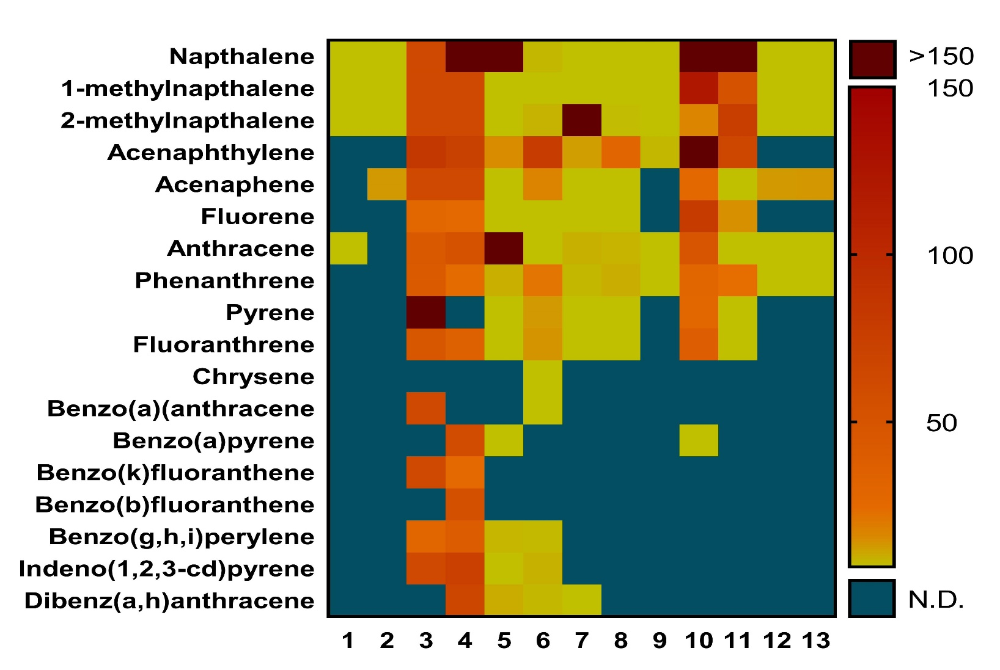 Napthalene
1-methylnapthalene
2-methylnapthalene
Acenaphthylene
Acenaphene
Fluorene
Anthracene
Phenanthrene
Pyrene
Fluoranthrene
Chrysene
Benzo(a)(anthracene
Benzo(a)pyrene
Benzo(k)fluoranthene
Benzo(b)fluoranthene
Benzo(g,h,i)perylene
Indeno(1,2,3-cd)pyrene
Dibenz(a,h)anthracene
1 2 3 4 5 6 7 8 9 10 11 12 13
>150
150
100
50
N.D.